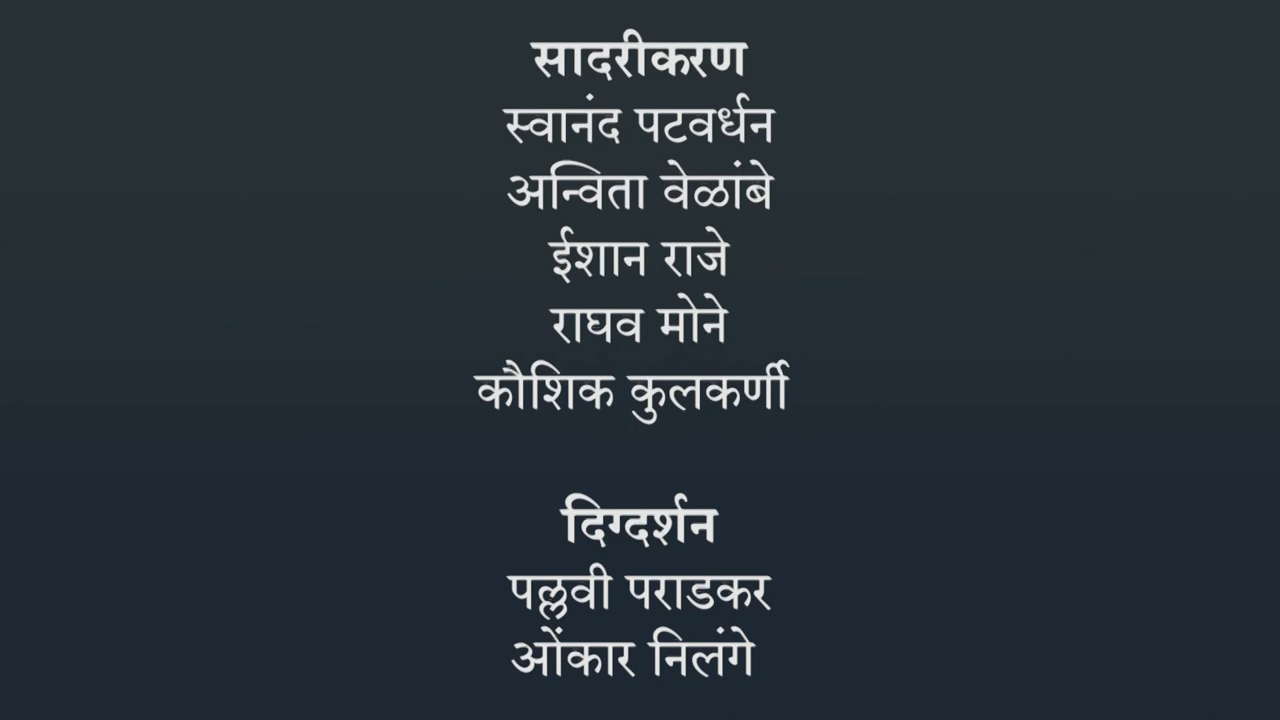 सादरीकरण
स्वानंद पटवर्धन
अन्विता वेळांबे
ईशान राजे
राघव मोने
कौशिक कुलकर्णी
दिग्दर्शन
पल्लवी पराडकर
ओंकार निलंगे